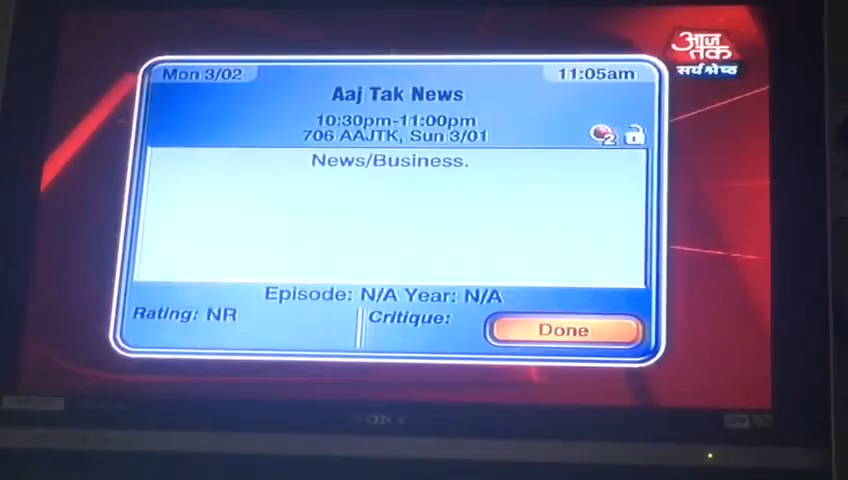 आज
तक
सर्वश्रेष्ठ
Mon 3/02
11:05am
Aaj Tak News
10:30pm-11:00pm
706 AAJTK, Sun 3/01
2
News/Business.
Episode: N/A Year: N/A
Rating: NR
Critique:
Done
SONY